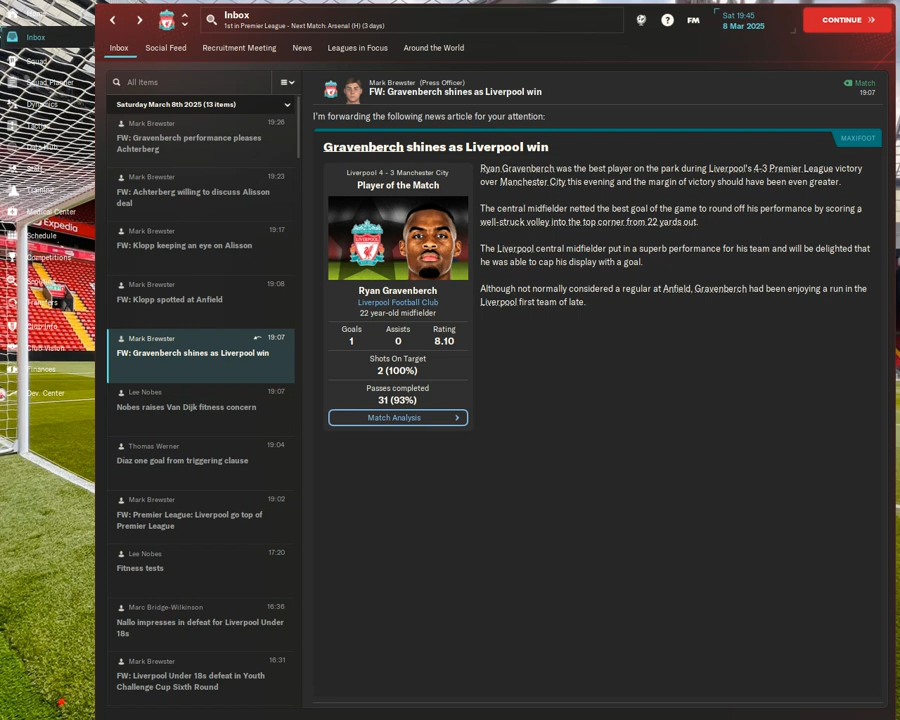 Inbox
1st in Premier League - Next Match: Arsenal (H) (3 days)
FM
Sat 19:45
8 Mar 2025
CONTINUE
Inbox
Social Feed
Recruitment Meeting
News
Leagues in Focus
Around the World
Inbox
Squad
Squad Planner
Dynamics
Data Hub
Staff
Training
Medical Center
Schedule
Competitions
Scouting
Transfers
Club Info
Club Vision
Finances
Dev. Center
Expedia
All Items
Saturday March 8th 2025 (13 items)
Mark Brewster 19:26
FW: Gravenberch performance pleases
Achterberg
Mark Brewster 19:23
FW: Achterberg willing to discuss Alisson
deal
Mark Brewster 19:17
FW: Klopp keeping an eye on Alisson
Mark Brewster 19:08
FW: Klopp spotted at Anfield
Mark Brewster 19:07
FW: Gravenberch shines as Liverpool win
Lee Nobes 19:07
Nobes raises Van Dijk fitness concern
Thomas Werner 19:04
Díaz one goal from triggering clause
Mark Brewster 19:02
FW: Premier League: Liverpool go top of
Premier League
Lee Nobes 17:20
Fitness tests
Marc Bridge-Wilkinson 16:36
Nallo impresses in defeat for Liverpool Under
18s
Mark Brewster 16:31
FW: Liverpool Under 18s defeat in Youth
Challenge Cup Sixth Round
Mark Brewster (Press Officer)
FW: Gravenberch shines as Liverpool win
Match
19:07
I'm forwarding the following news article for your attention:
MAXIFOOT
Gravenberch shines as Liverpool win
Liverpool 4 - 3 Manchester City
Player of the Match
Ryan Gravenberch
Liverpool Football Club
22 year-old midfielder
Goals Assists Rating
1 0 8.10
Shots On Target
2 (100%)
Passes completed
31 (93%)
Match Analysis
Ryan Gravenberch was the best player on the park during Liverpool's 4-3 Premier League victory
over Manchester City this evening and the margin of victory should have been even greater.
The central midfielder netted the best goal of the game to round off his performance by scoring a
well-struck volley into the top corner from 22 yards out.
The Liverpool central midfielder put in a superb performance for his team and will be delighted that
he was able to cap his display with a goal.
Although not normally considered a regular at Anfield, Gravenberch had been enjoying a run in the
Liverpool first team of late.